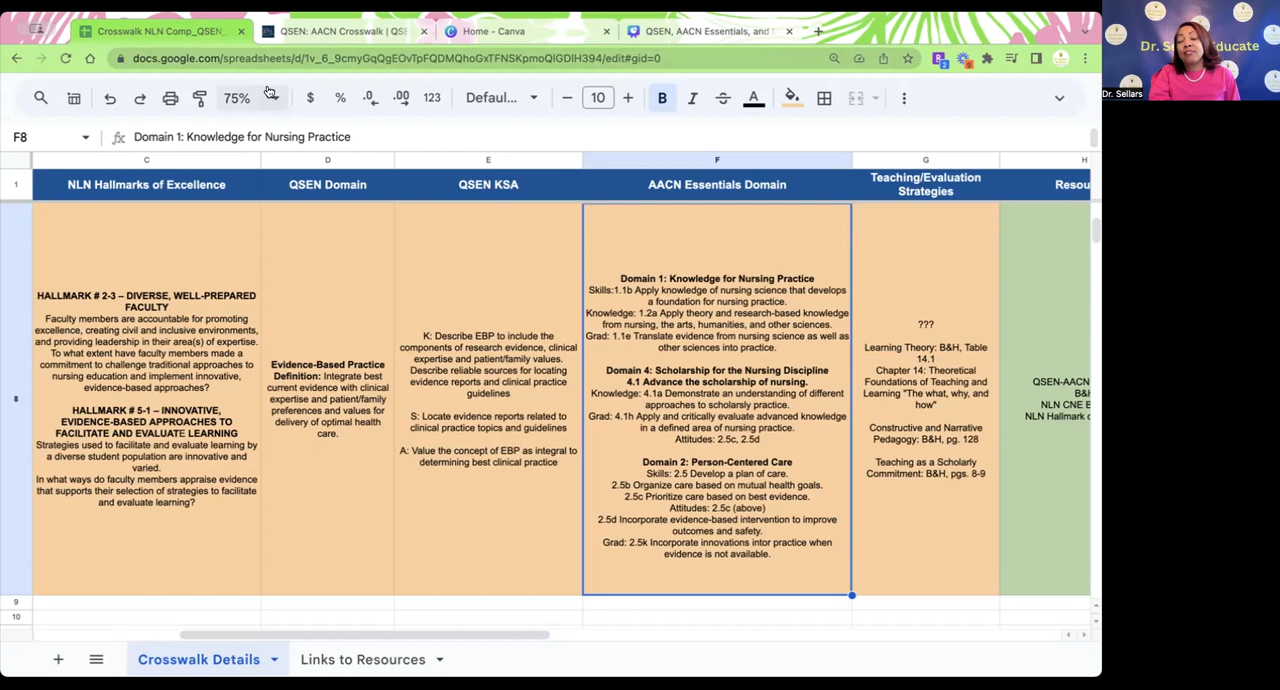 Crosswalk NLN Comp_QSEN_
QSEN: AACN Crosswalk | QSE
Home - Canva
QSEN, AACN Essentials, and
docs.google.com/spreadsheets/d/1v_6_9cmyGqQgEOvTpFQDMQhoGxTFNSKpmoQIGDIH394/edit#gid=0
75%
$
%
.0
.00
123
Defaul...
10
B
I
A
F8
fx
Domain 1: Knowledge for Nursing Practice
C
D
E
F
G
H
1
NLN Hallmarks of Excellence
QSEN Domain
QSEN KSA
AACN Essentials Domain
Teaching/Evaluation
Strategies
Resou
8
HALLMARK # 2-3 – DIVERSE, WELL-PREPARED
FACULTY
Faculty members are accountable for promoting
excellence, creating civil and inclusive environments,
and providing leadership in their area(s) of expertise.
To what extent have faculty members made a
commitment to challenge traditional approaches to
nursing education and implement innovative,
evidence-based approaches?
HALLMARK # 5-1 – INNOVATIVE,
EVIDENCE-BASED APPROACHES TO
FACILITATE AND EVALUATE LEARNING
Strategies used to facilitate and evaluate learning by
a diverse student population are innovative and
varied.
In what ways do faculty members appraise evidence
that supports their selection of strategies to facilitate
and evaluate learning?
Evidence-Based Practice
Definition: Integrate best
current evidence with clinical
expertise and patient/family
preferences and values for
delivery of optimal health
care.
K: Describe EBP to include the
components of research evidence, clinical
expertise and patient/family values.
Describe reliable sources for locating
evidence reports and clinical practice
guidelines
S: Locate evidence reports related to
clinical practice topics and guidelines
A: Value the concept of EBP as integral to
determining best clinical practice
Domain 1: Knowledge for Nursing Practice
Skills:1.1b Apply knowledge of nursing science that develops
a foundation for nursing practice.
Knowledge: 1.2a Apply theory and research-based knowledge
from nursing, the arts, humanities, and other sciences.
Grad: 1.1e Translate evidence from nursing science as well as
other sciences into practice.
Domain 4: Scholarship for the Nursing Discipline
4.1 Advance the scholarship of nursing.
Knowledge: 4.1a Demonstrate an understanding of different
approaches to scholarsly practice.
Grad: 4.1h Apply and critically evaluate advanced knowledge
in a defined area of nursing practice.
Attitudes: 2.5c, 2.5d
Domain 2: Person-Centered Care
Skills: 2.5 Develop a plan of care.
2.5b Organize care based on mutual health goals.
2.5c Prioritize care based on best evidence.
Attitudes: 2.5c (above)
2.5d Incorporate evidence-based intervention to improve
outcomes and safety.
Grad: 2.5k Incorporate innovations intor practice when
evidence is not available.
???
Learning Theory: B&H, Table
14.1
Chapter 14: Theoretical
Foundations of Teaching and
Learning "The what, why, and
how"
Constructive and Narrative
Pedagogy: B&H, pg. 128
Teaching as a Scholarly
Commitment: B&H, pgs. 8-9
QSEN-AACN
B&H
NLN CNE E
NLN Hallmark o
9
10
Crosswalk Details
Links to Resources
Dr. Se
ducate
Dr. Sellars